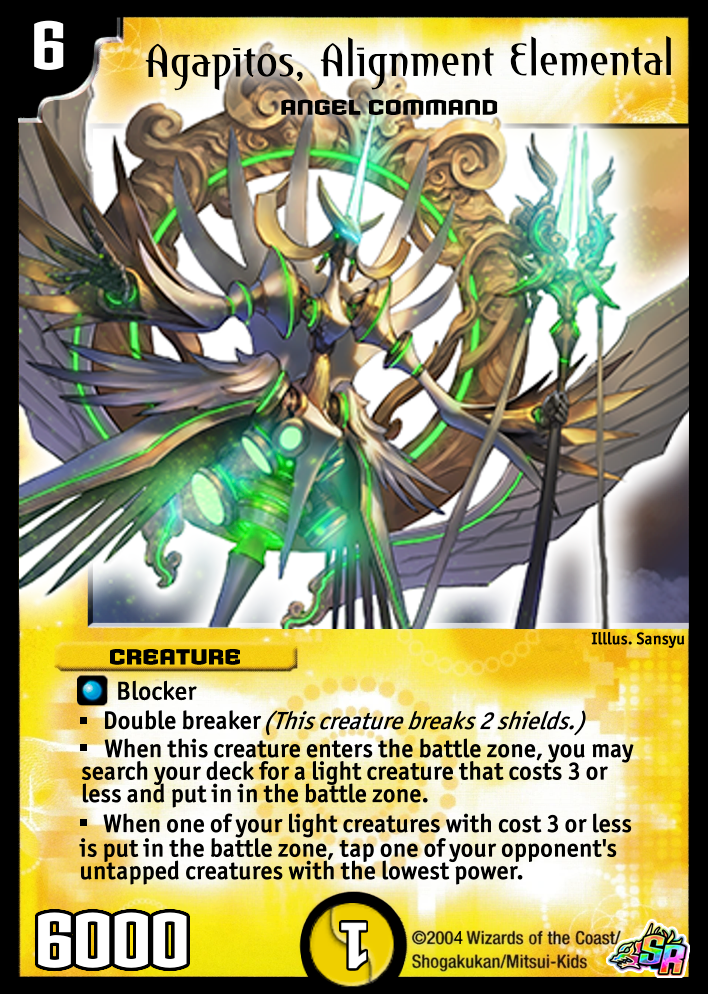 6
Agapitos, Alignment Elemental
ANGEL COMMAND
Illlus. Sansyu
CREATURE
Blocker
▪ Double breaker (This creature breaks 2 shields.)
▪ When this creature enters the battle zone, you may
search your deck for a light creature that costs 3 or
less and put in in the battle zone.
▪ When one of your light creatures with cost 3 or less
is put in the battle zone, tap one of your opponent's
untapped creatures with the lowest power.
6000
1
©2004 Wizards of the Coast/
Shogakukan/Mitsui-Kids
SR